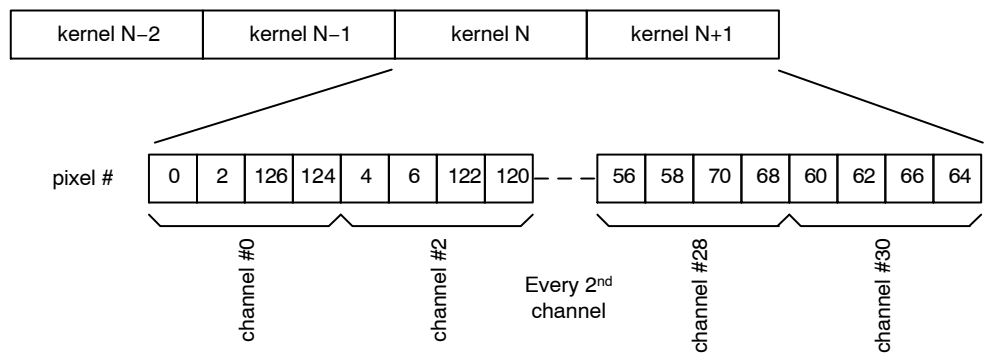 kernel N−2 kernel N−1 kernel N kernel N+1
pixel # 0 2 126 124 4 6 122 120 56 58 70 68 60 62 66 64
channel #0 channel #2 channel #28 channel #30
Every 2nd
channel